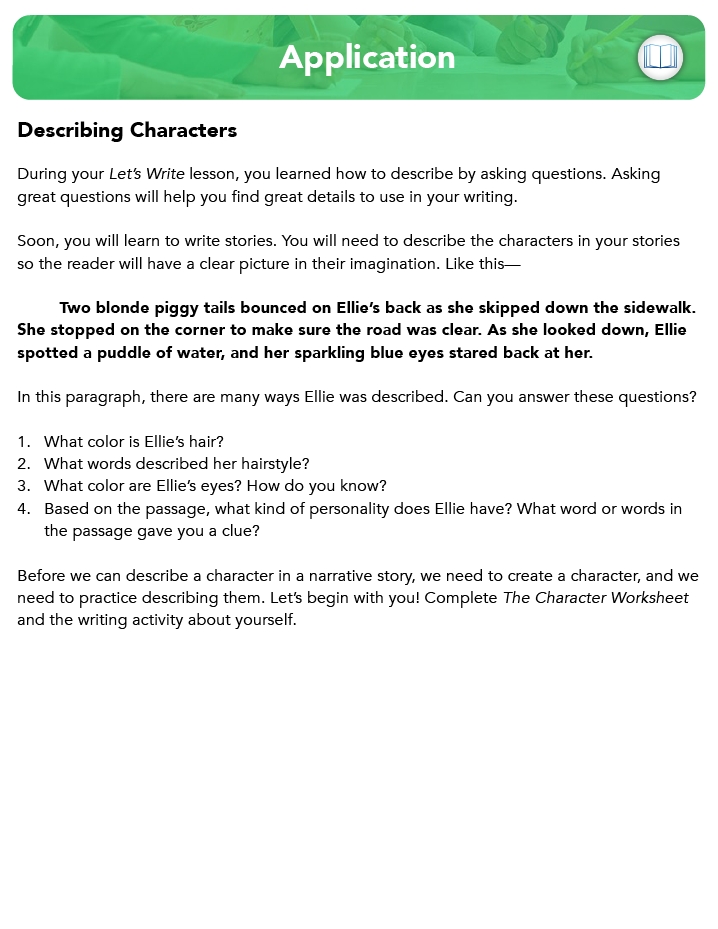 Application
Describing Characters
During your Let's Write lesson, you learned how to describe by asking questions. Asking
great questions will help you find great details to use in your writing.
Soon, you will learn to write stories. You will need to describe the characters in your stories
so the reader will have a clear picture in their imagination. Like this—
Two blonde piggy tails bounced on Ellie's back as she skipped down the sidewalk.
She stopped on the corner to make sure the road was clear. As she looked down, Ellie
spotted a puddle of water, and her sparkling blue eyes stared back at her.
In this paragraph, there are many ways Ellie was described. Can you answer these questions?
1. What color is Ellie's hair?
2. What words described her hairstyle?
3. What color are Ellie's eyes? How do you know?
4. Based on the passage, what kind of personality does Ellie have? What word or words in
the passage gave you a clue?
Before we can describe a character in a narrative story, we need to create a character, and we
need to practice describing them. Let's begin with you! Complete The Character Worksheet
and the writing activity about yourself.